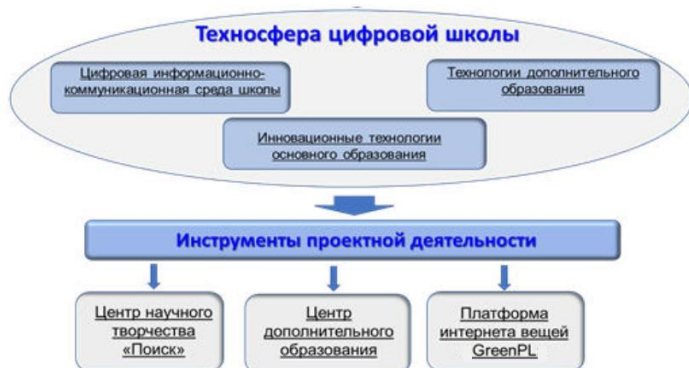 Техносфера цифровой школы
Цифровая информационно-
коммуникационная среда школы
Технологии дополнительного
образования
Инновационные технологии
основного образования
Инструменты проектной деятельности
Центр научного
творчества
«Поиск»
Центр
дополнительного
образования
Платформа
интернета вещей
GreenPL